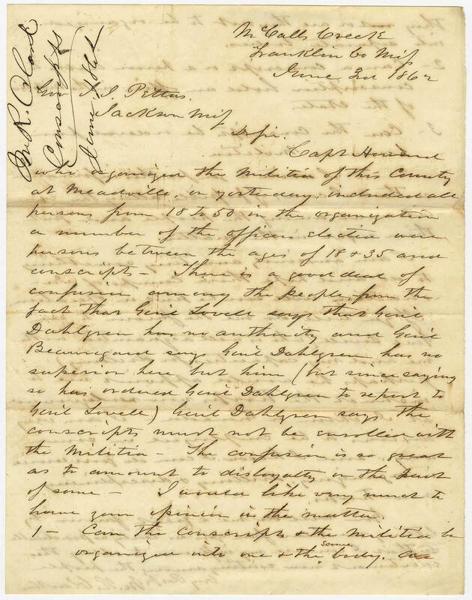 McCalls Creek
Franklin Co Miss
June 2nd 1862
Gov. J. J. Pettus
Jackson Miss
Sir
Capt Howard
who organized the Militia of this County
at Meadville, on yesterday, included all
persons from 18 to 50 in the organization
a number of the officers elected were
persons between the ages of 18 & 35 and
conscripts - There is a good deal of
confusion among the people from the
fact that Genl Lovell says that Genl
Dahlgren has no authority and Genl
Beauregard say Genl Dahlgren has no
superior here but him (but since saying
so has ordered Genl Dahlgren to report to
Genl Lovell) Genl Dahlgren says the
conscripts must not be enrolled with
the Militia - The confusion is so great
as to amount to disloyalty on the part
of some - I would like very much to
have your opinion in the matter.
1 - Can the conscripts & the Militia be
organized into one & the same body. as
Conscripts
June 2d 1862